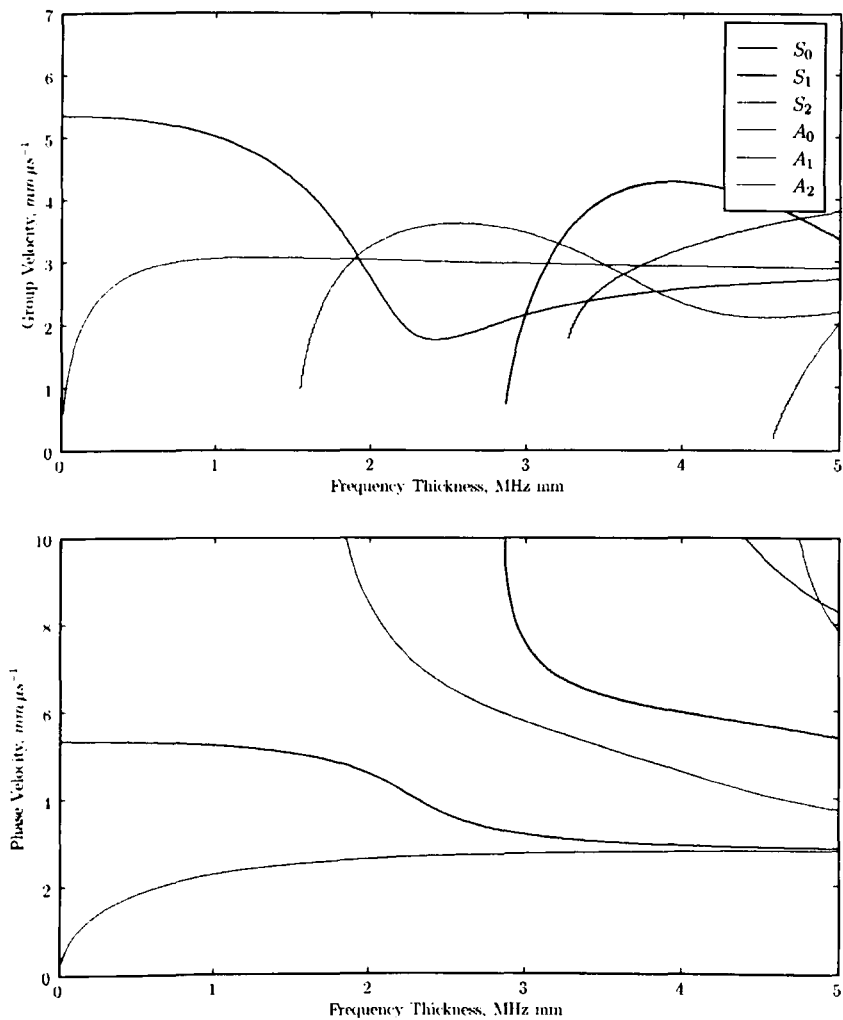 7
6
5
4
3
2
1
0
Group Velocity, mm μs⁻¹
S₀
S₁
S₂
A₀
A₁
A₂
0 1 2 3 4 5
Frequency Thickness, MHz mm
10
8
6
4
2
0
Phase Velocity, mm μs⁻¹
0 1 2 3 4 5
Frequency Thickness, MHz mm